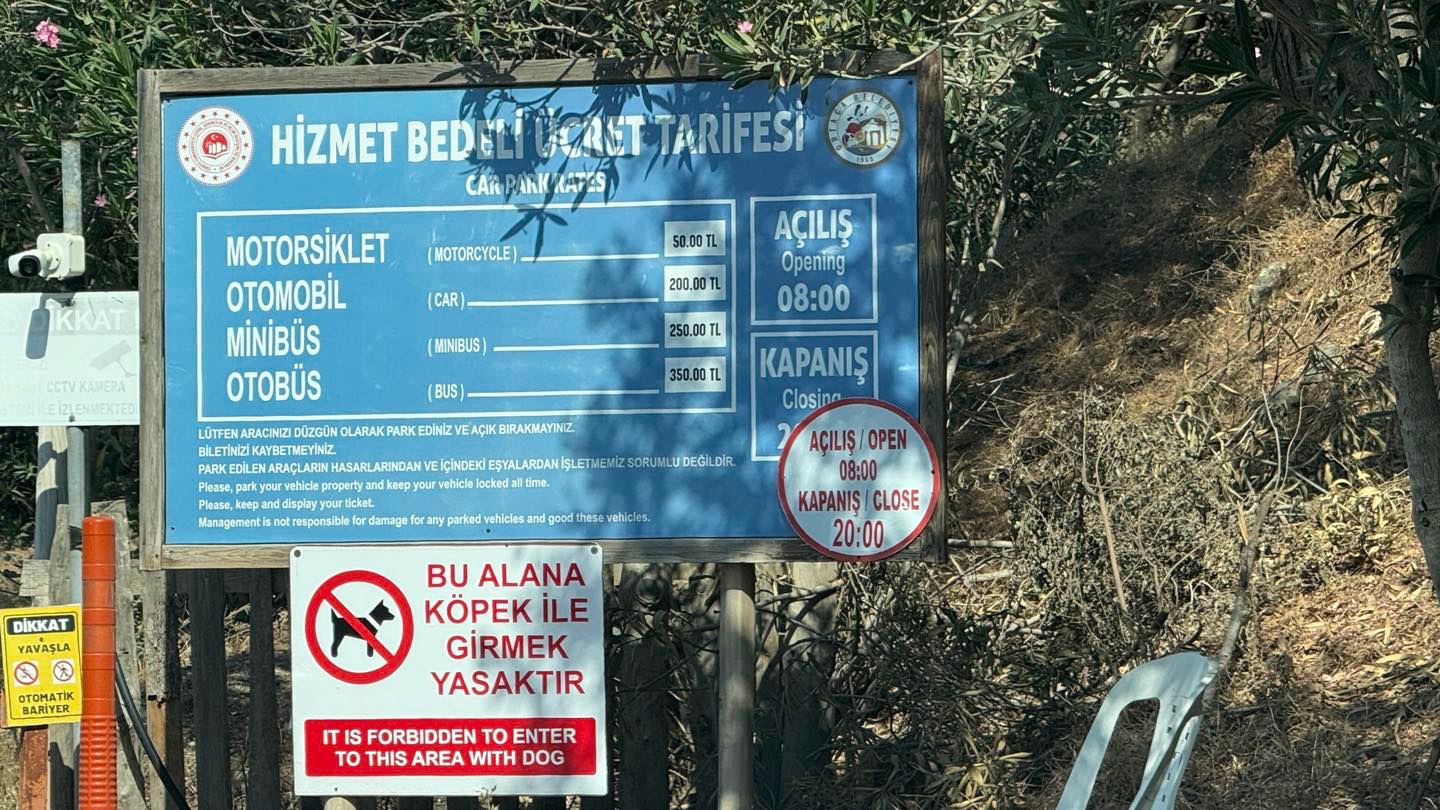 HİZMET BEDELİ ÜCRET TARİFESİ
CAR PARK RATES
MOTORSİKLET (MOTORCYCLE) 50.00 TL
OTOMOBİL (CAR) 200.00 TL
MİNİBÜS (MINIBUS) 250.00 TL
OTOBÜS (BUS) 350.00 TL
AÇILIŞ
Opening
08:00
KAPANIŞ
Closing
LÜTFEN ARACINIZI DÜZGÜN OLARAK PARK EDİNİZ VE AÇIK BIRAKMAYINIZ.
BİLETİNİZİ KAYBETMEYİNİZ.
PARK EDİLEN ARAÇLARIN HASARLARINDAN VE İÇİNDEKİ EŞYALARDAN İŞLETMEMİZ SORUMLU DEĞİLDİR.
Please, park your vehicle property and keep your vehicle locked all time.
Please, keep and display your ticket.
Management is not responsible for damage for any parked vehicles and good these vehicles.
AÇILIŞ / OPEN
08:00
KAPANIŞ / CLOSE
20:00
DİKKAT
CCTV KAMERA
İLE İZLENMEKTEDİ
BU ALANA
KÖPEK İLE
GİRMEK
YASAKTIR
IT IS FORBIDDEN TO ENTER
TO THIS AREA WITH DOG
DİKKAT
YAVAŞLA
OTOMATİK
BARİYER